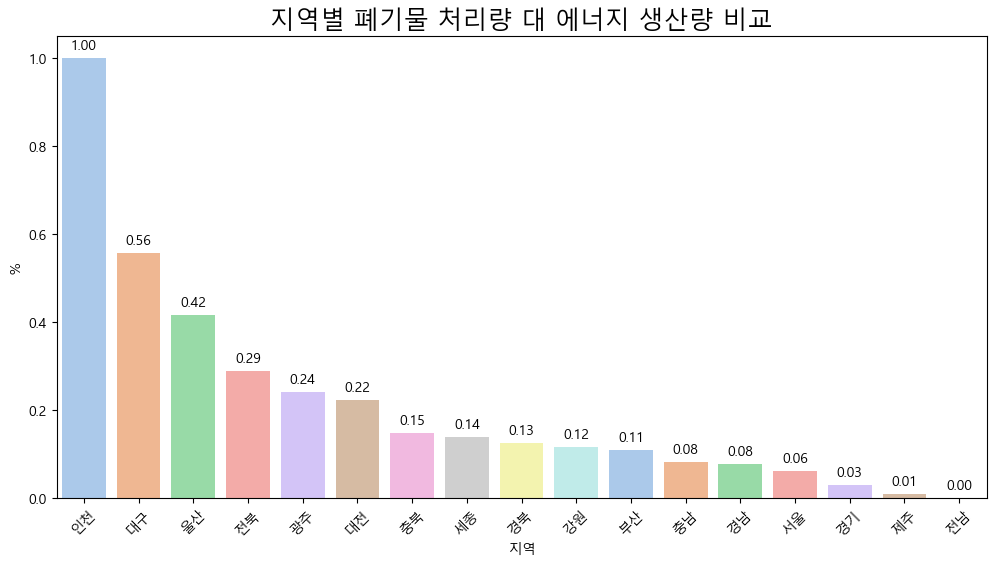 지역별 폐기물 처리량 대 에너지 생산량 비교
%
1.0
0.8
0.6
0.4
0.2
0.0
1.00
0.56
0.42
0.29
0.24
0.22
0.15
0.14
0.13
0.12
0.11
0.08
0.08
0.06
0.03
0.01
0.00
인천
대구
울산
전북
광주
대전
충북
세종
경북
강원
부산
충남
경남
서울
경기
제주
전남
지역